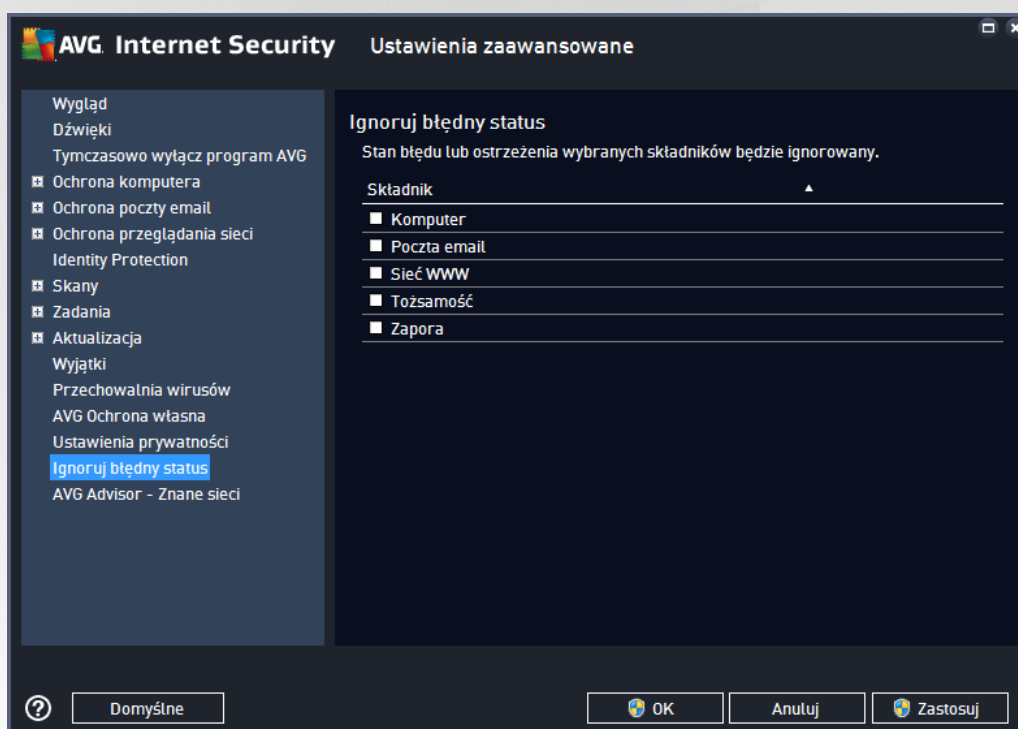 AVG. Internet Security Ustawienia zaawansowane
Wygląd
Dźwięki
Tymczasowo wyłącz program AVG
Ochrona komputera
Ochrona poczty email
Ochrona przeglądania sieci
Identity Protection
Skany
Zadania
Aktualizacja
Wyjątki
Przechowalnia wirusów
AVG Ochrona własna
Ustawienia prywatności
Ignoruj błędny status
AVG Advisor - Znane sieci
Ignoruj błędny status
Stan błędu lub ostrzeżenia wybranych składników będzie ignorowany.
Składnik
Komputer
Poczta email
Sieć WWW
Tożsamość
Zapora
Domyślne
OK
Anuluj
Zastosuj